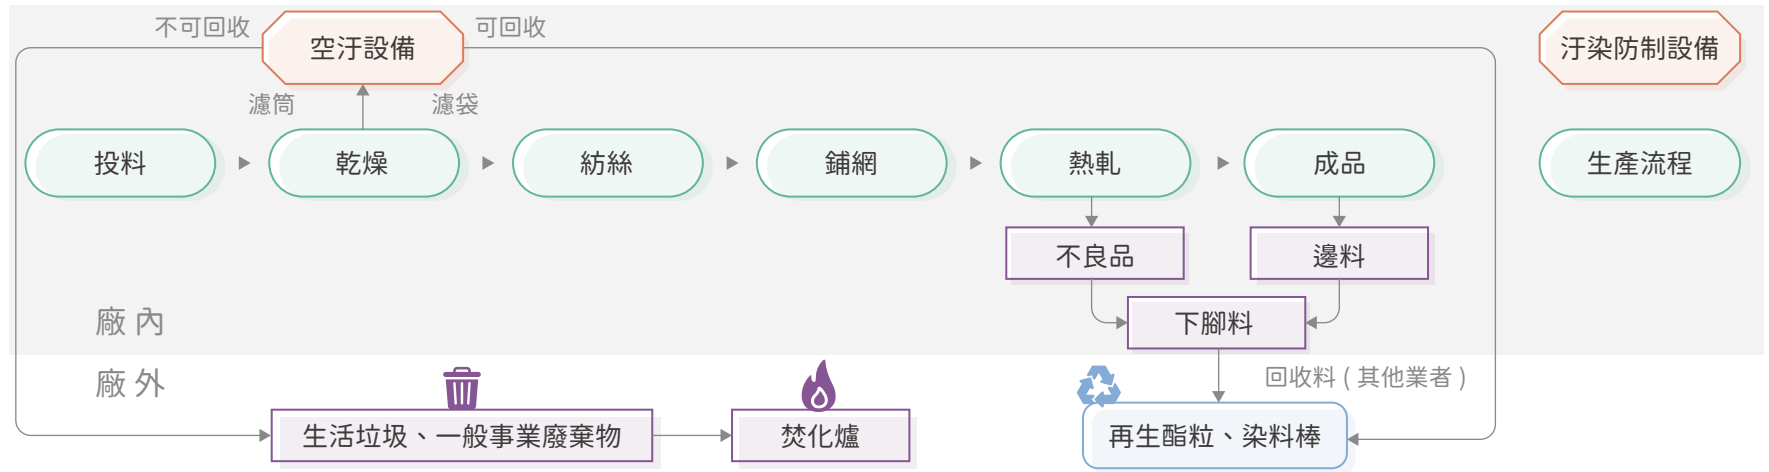 不可回收
空汙設備
可回收
汙染防制設備
濾筒
濾袋
投料
乾燥
紡絲
鋪網
熱軋
成品
生產流程
不良品
邊料
廠內
下腳料
廠外
回收料 ( 其他業者 )
生活垃圾、一般事業廢棄物
焚化爐
再生酯粒、染料棒